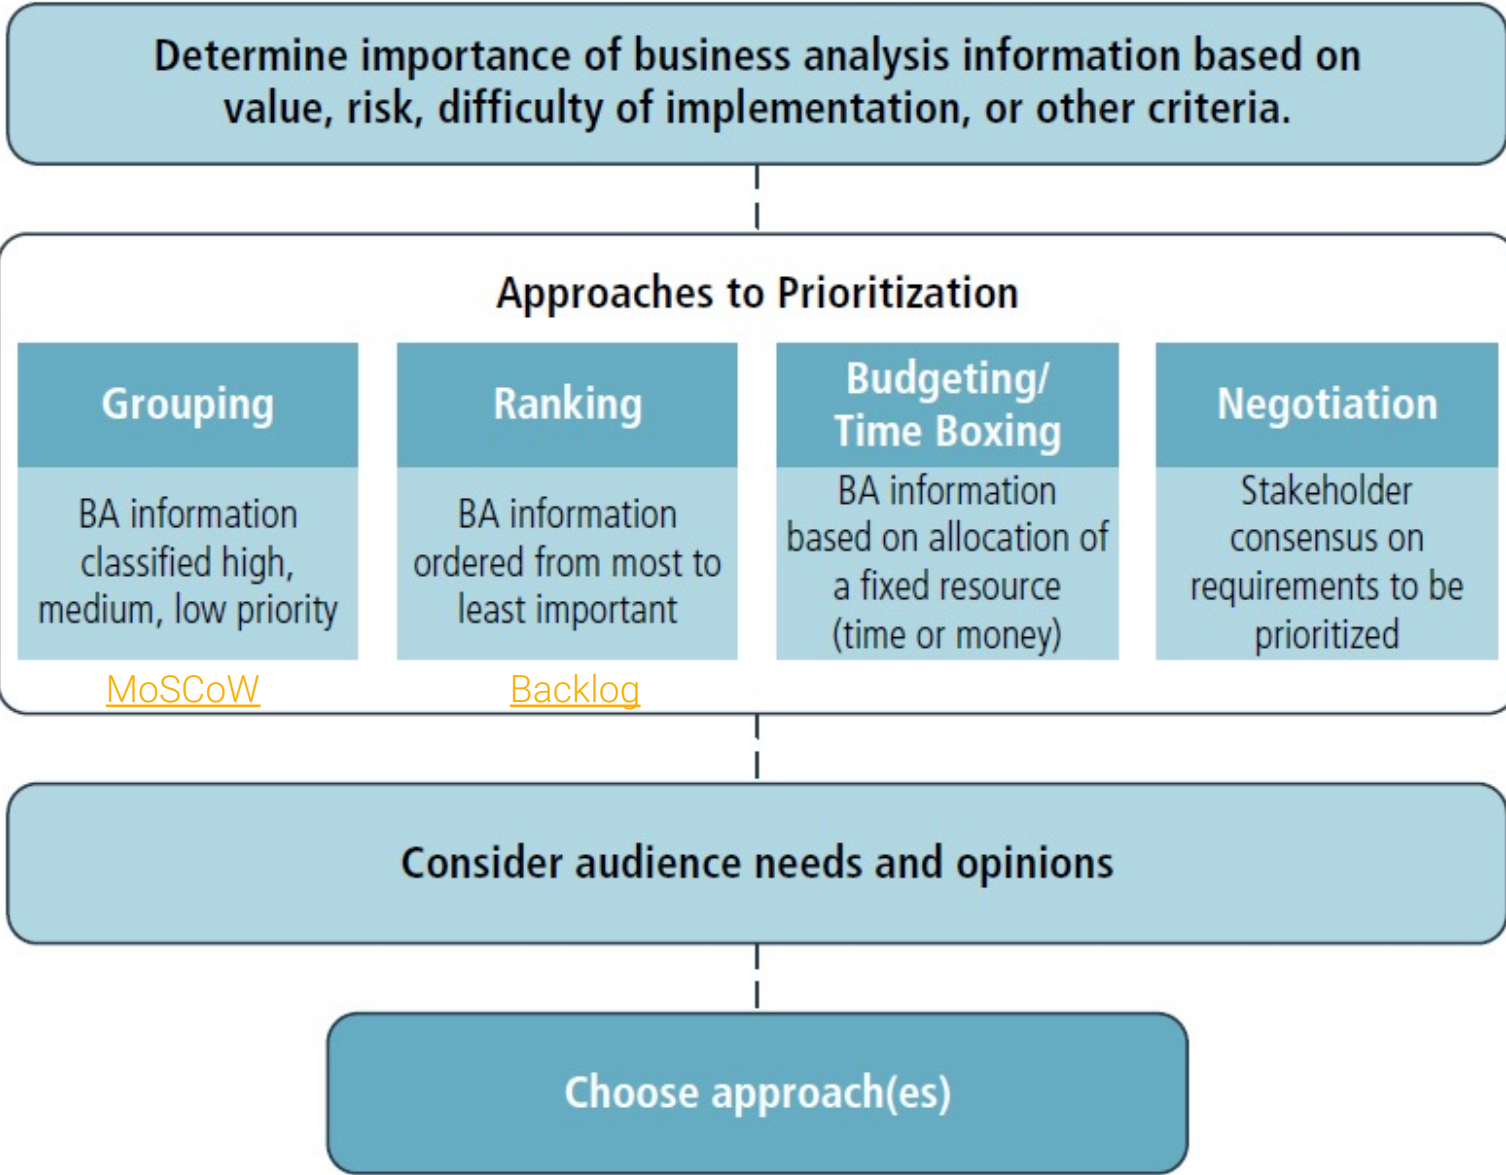 Determine importance of business analysis information based on
value, risk, difficulty of implementation, or other criteria.
Approaches to Prioritization
Grouping
BA information
classified high,
medium, low priority
MoSCoW
Ranking
BA information
ordered from most to
least important
Backlog
Budgeting/
Time Boxing
BA information
based on allocation of
a fixed resource
(time or money)
Negotiation
Stakeholder
consensus on
requirements to be
prioritized
Consider audience needs and opinions
Choose approach(es)